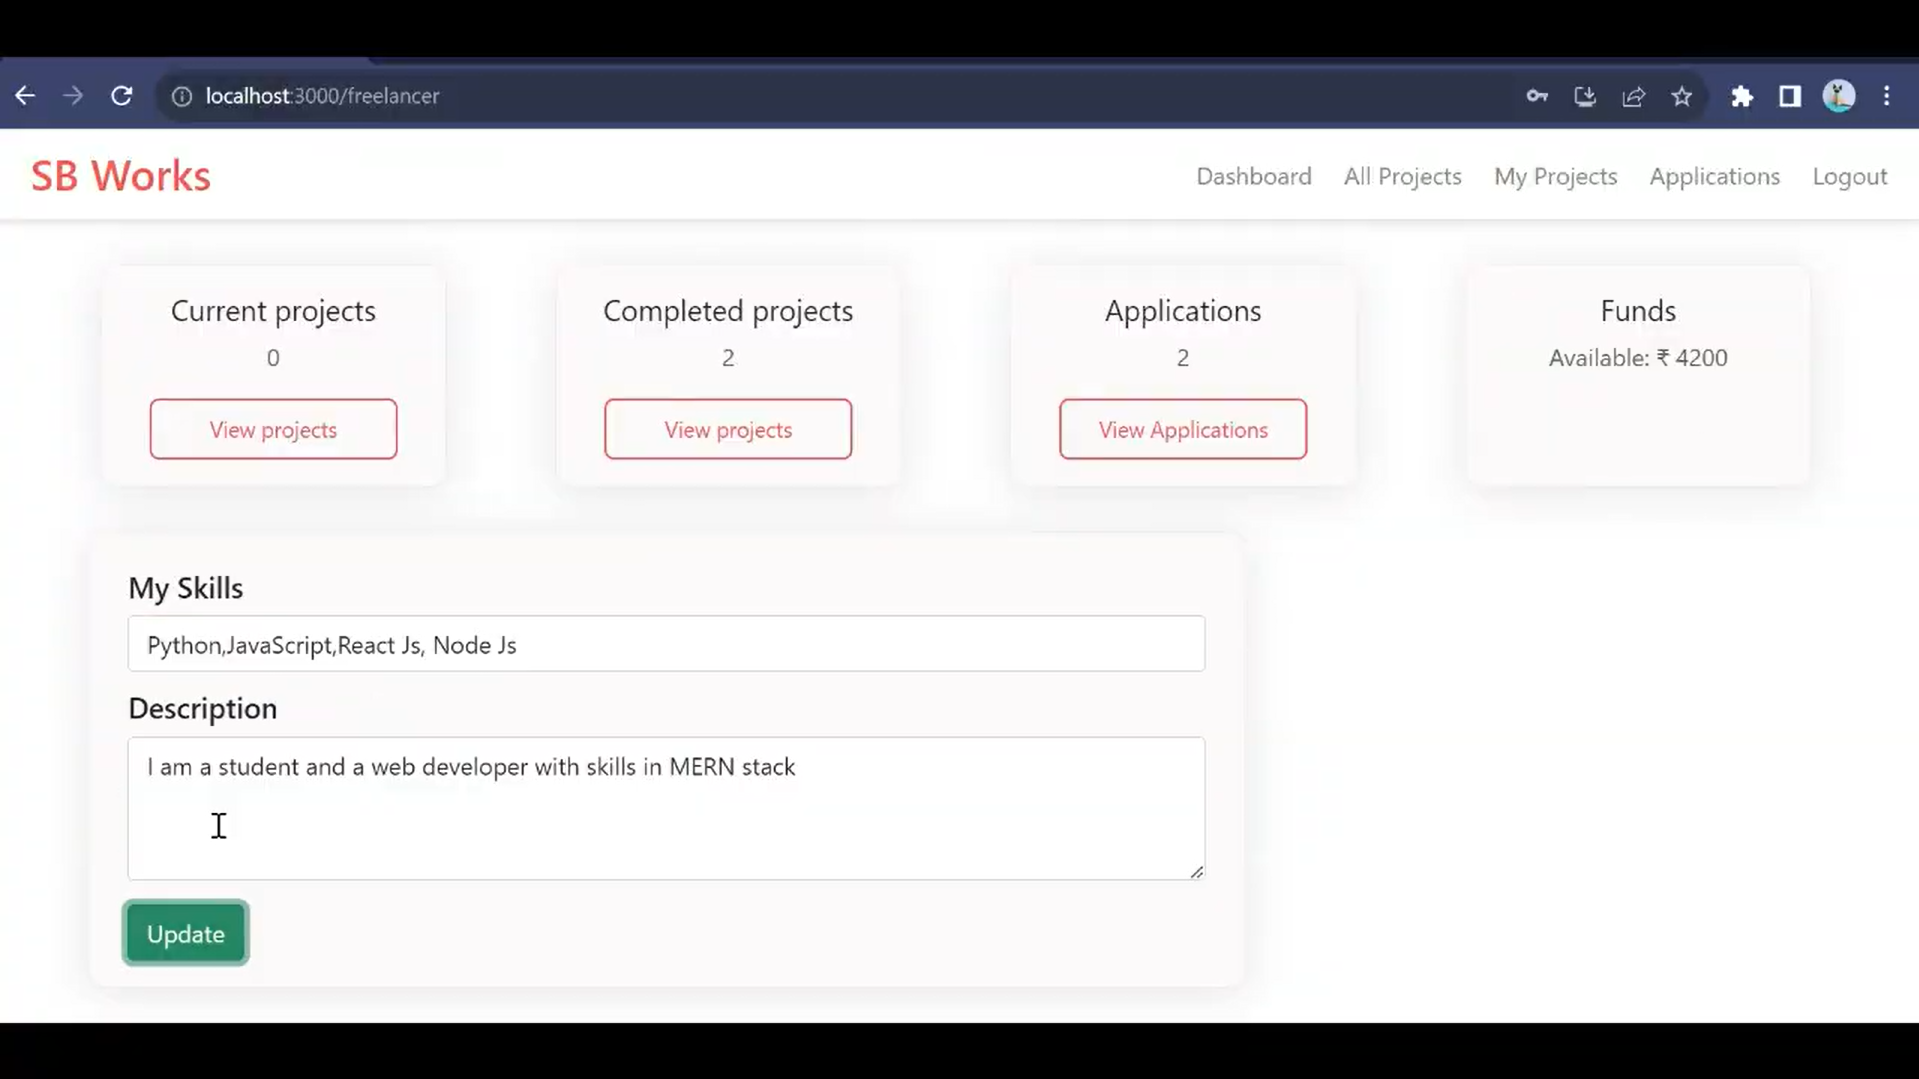 localhost:3000/freelancer
SB Works
Dashboard All Projects My Projects Applications Logout
Current projects
0
View projects
Completed projects
2
View projects
Applications
2
View Applications
Funds
Available: ₹ 4200
My Skills
Python,JavaScript,React Js, Node Js
Description
I am a student and a web developer with skills in MERN stack
Update